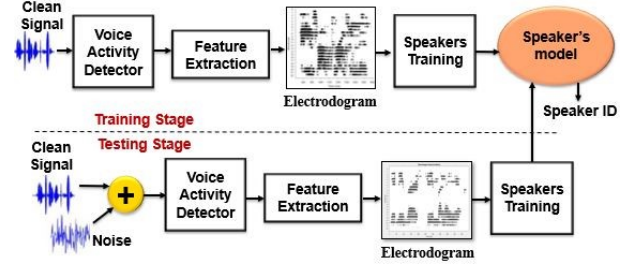 Clean
Signal
Voice
Activity
Detector
Feature
Extraction
Electrodogram
Speakers
Training
Speaker's
model
Speaker ID
Training Stage
Testing Stage
Clean
Signal
+
Noise
Voice
Activity
Detector
Feature
Extraction
Electrodogram
Speakers
Training